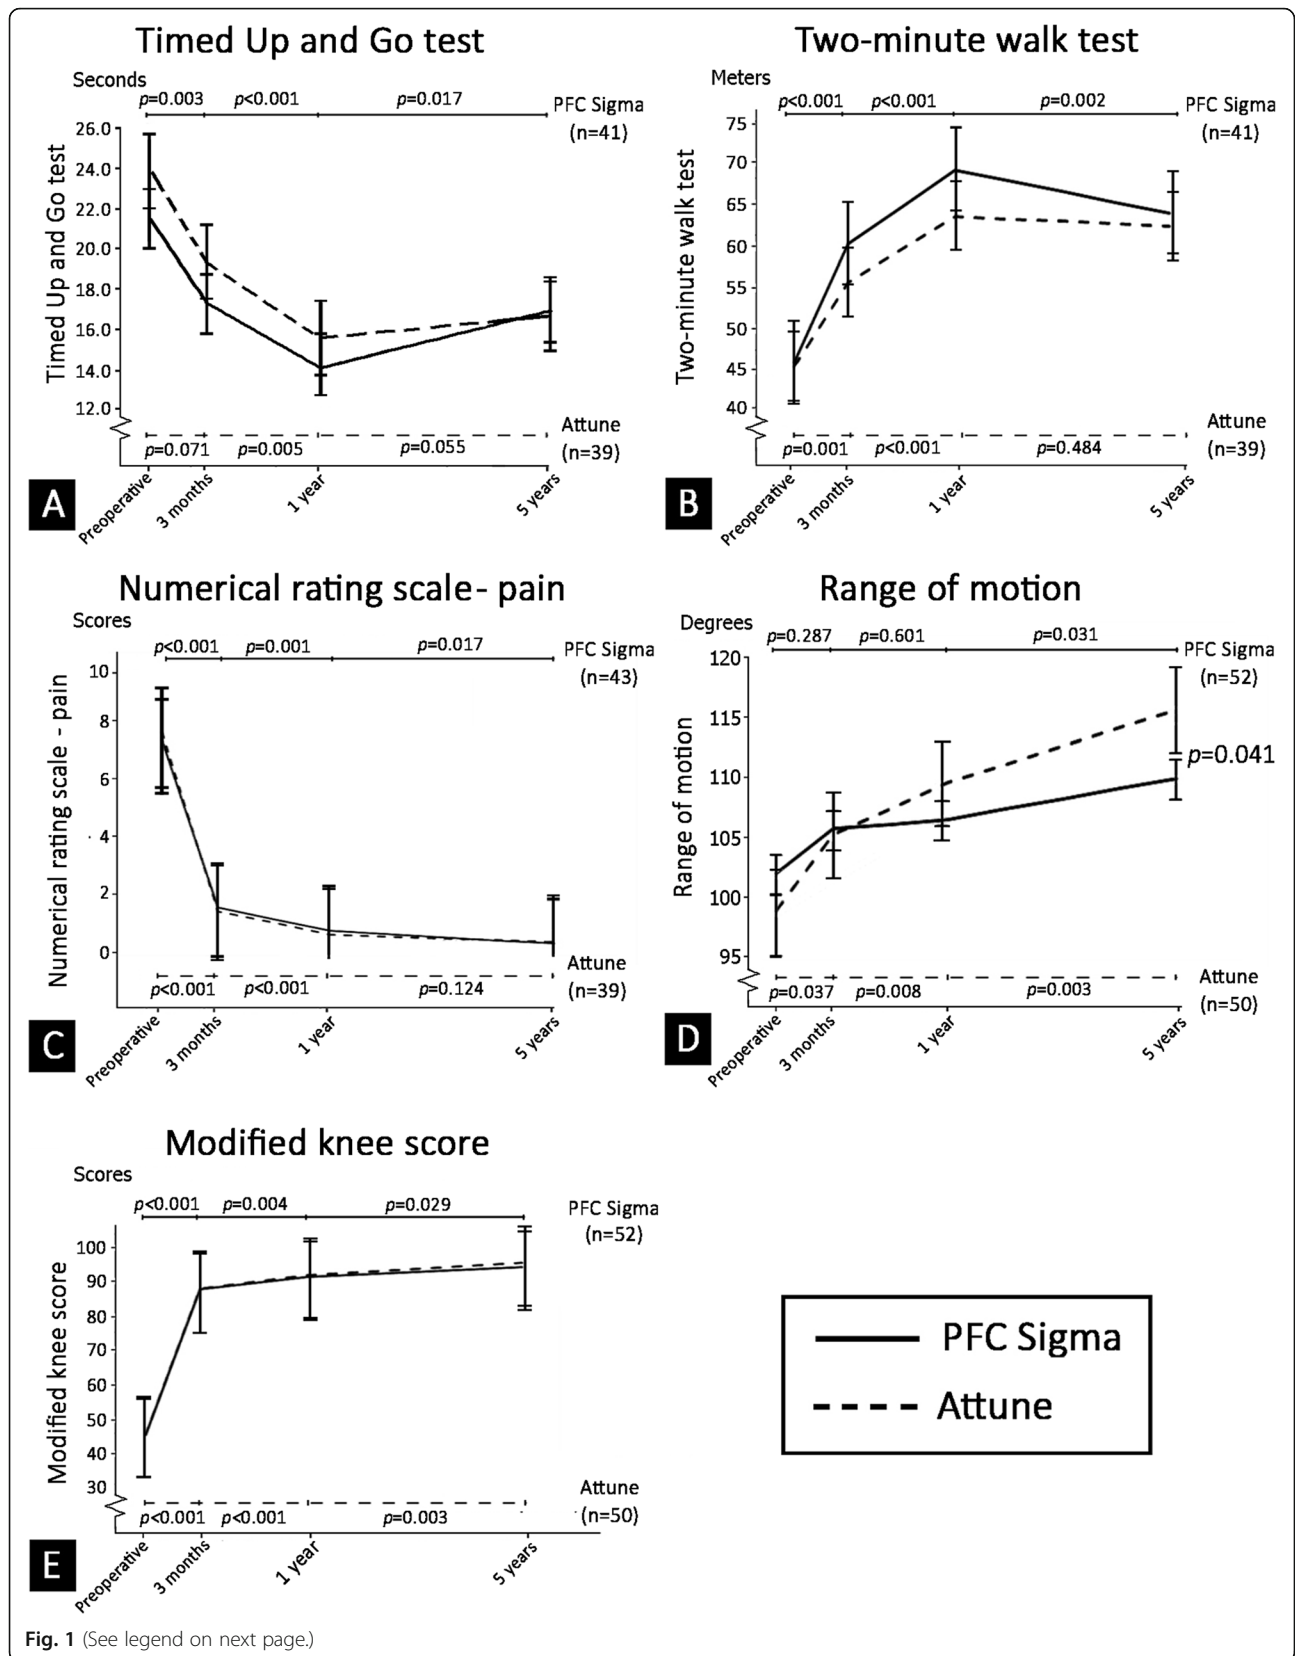 Timed Up and Go test
Seconds
p=0.003 p<0.001 p=0.017
PFC Sigma
(n=41)
Timed Up and Go test
26.0
24.0
22.0
20.0
18.0
16.0
14.0
12.0
Attune
(n=39)
p=0.071 p=0.005 p=0.055
A
Preoperative 3 months 1 year 5 years
Two-minute walk test
Meters
p<0.001 p<0.001 p=0.002
PFC Sigma
(n=41)
Two-minute walk test
75
70
65
60
55
50
45
40
Attune
(n=39)
p=0.001 p<0.001 p=0.484
B
Preoperative 3 months 1 year 5 years
Numerical rating scale- pain
Scores
p<0.001 p=0.001 p=0.017
PFC Sigma
(n=43)
Numerical rating scale - pain
10
8
6
4
2
0
Attune
(n=39)
p<0.001 p<0.001 p=0.124
C
Preoperative 3 months 1 year 5 years
Range of motion
Degrees
p=0.287 p=0.601 p=0.031
PFC Sigma
(n=52)
Range of motion
120
115
110
105
100
95
p=0.041
Attune
(n=50)
p=0.037 p=0.008 p=0.003
D
Preoperative 3 months 1 year 5 years
Modified knee score
Scores
p<0.001 p=0.004 p=0.029
PFC Sigma
(n=52)
Modified knee score
100
90
80
70
60
50
40
30
Attune
(n=50)
p<0.001 p<0.001 p=0.003
E
Preoperative 3 months 1 year 5 years
PFC Sigma
Attune
Fig. 1 (See legend on next page.)